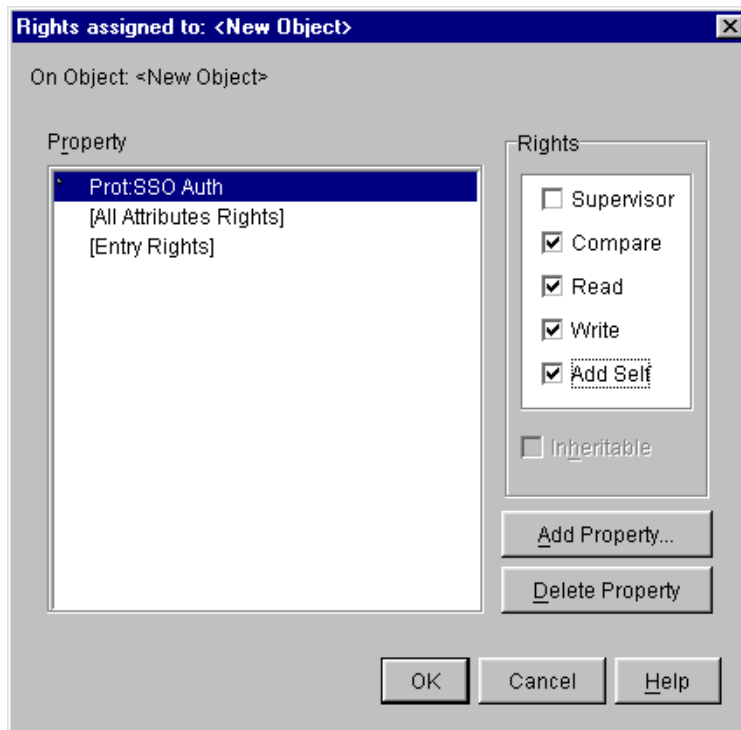 Rights assigned to: <New Object>
On Object: <New Object>
Property
Prot:SSO Auth
[All Attributes Rights]
[Entry Rights]
Rights
Supervisor
Compare
Read
Write
Add Self
Inheritable
Add Property...
Delete Property
OK Cancel Help